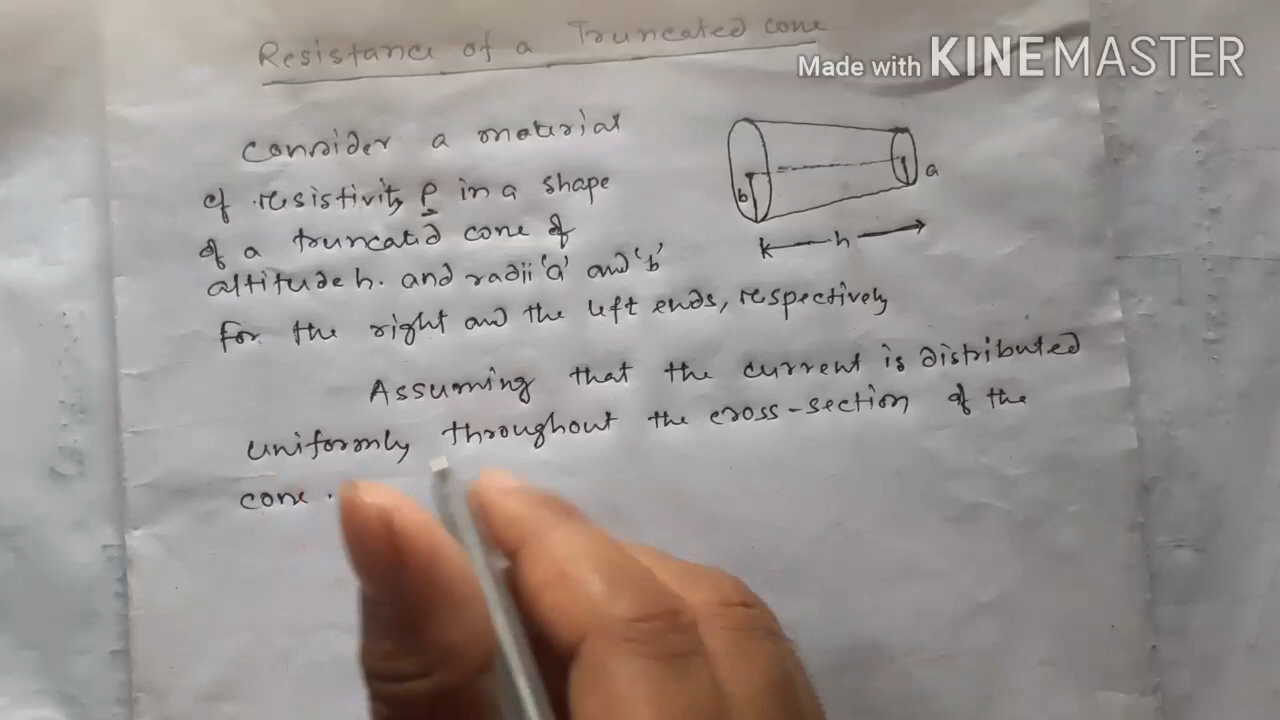 Resistance of a Truncated cone
Made with KINEMASTER
Consider a material
of resistivity ρ in a shape
of a truncated cone of
altitude h. and radii 'a' and 'b'
for the right and the left ends, respectively
Assuming that the current is distributed
uniformly throughout the cross-section of the
cone.
b
a
h